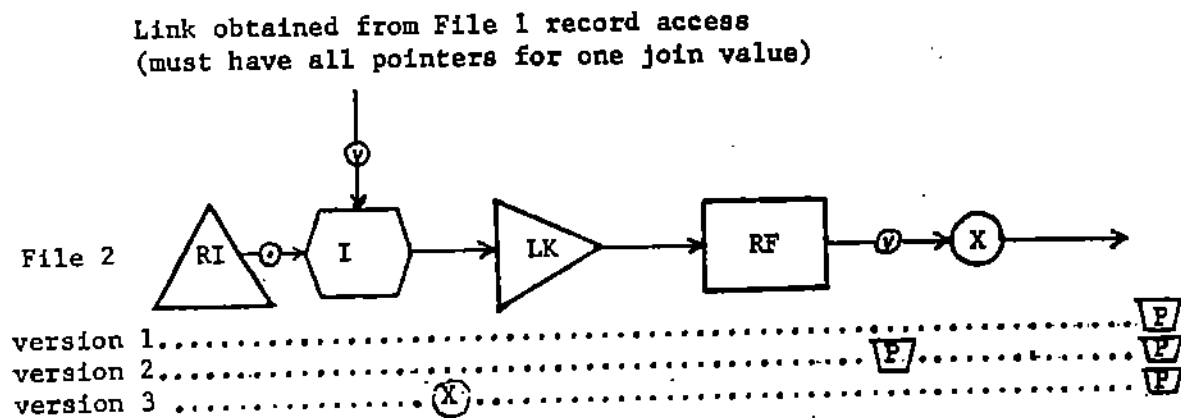 Link obtained from File 1 record access
(must have all pointers for one join value)
v
File 2 RI I LK RF v X
version 1 P
version 2 P P
version 3 X P